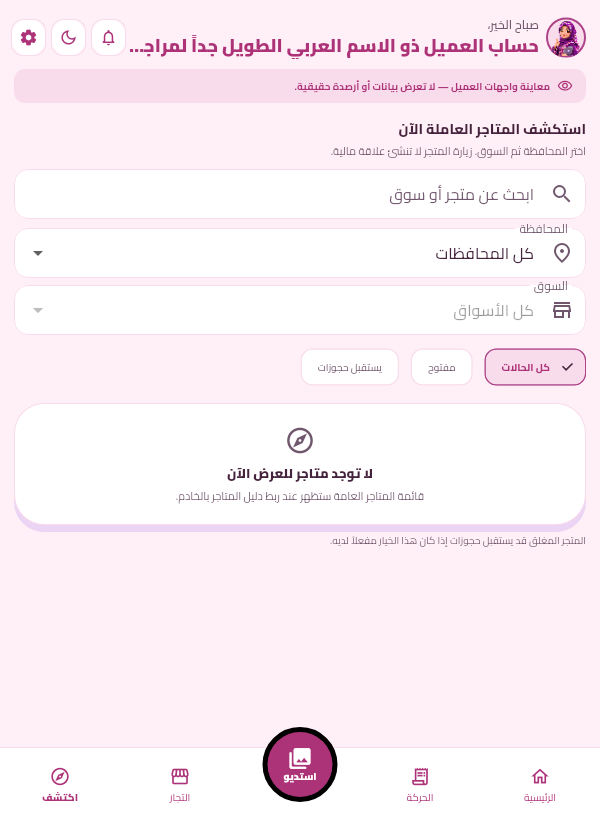 صباح الخير،
حساب العميل ذو الاسم العربي الطويل جداً لمراجـ...
معاينة واجهات العميل — لا تعرض بيانات أو أرصدة حقيقية.
استكشف المتاجر العاملة الآن
اختر المحافظة ثم السوق. زيارة المتجر لا تنشئ علاقة مالية.
ابحث عن متجر أو سوق
المحافظة
كل المحافظات
السوق
كل الأسواق
كل الحالات
مفتوح
يستقبل حجوزات
لا توجد متاجر للعرض الآن
قائمة المتاجر العامة ستظهر عند ربط دليل المتاجر بالخادم.
المتجر المغلق قد يستقبل حجوزات إذا كان هذا الخيار مفعلاً لديه.
الرئيسية
الحركة
استديو
التجار
اكتشف